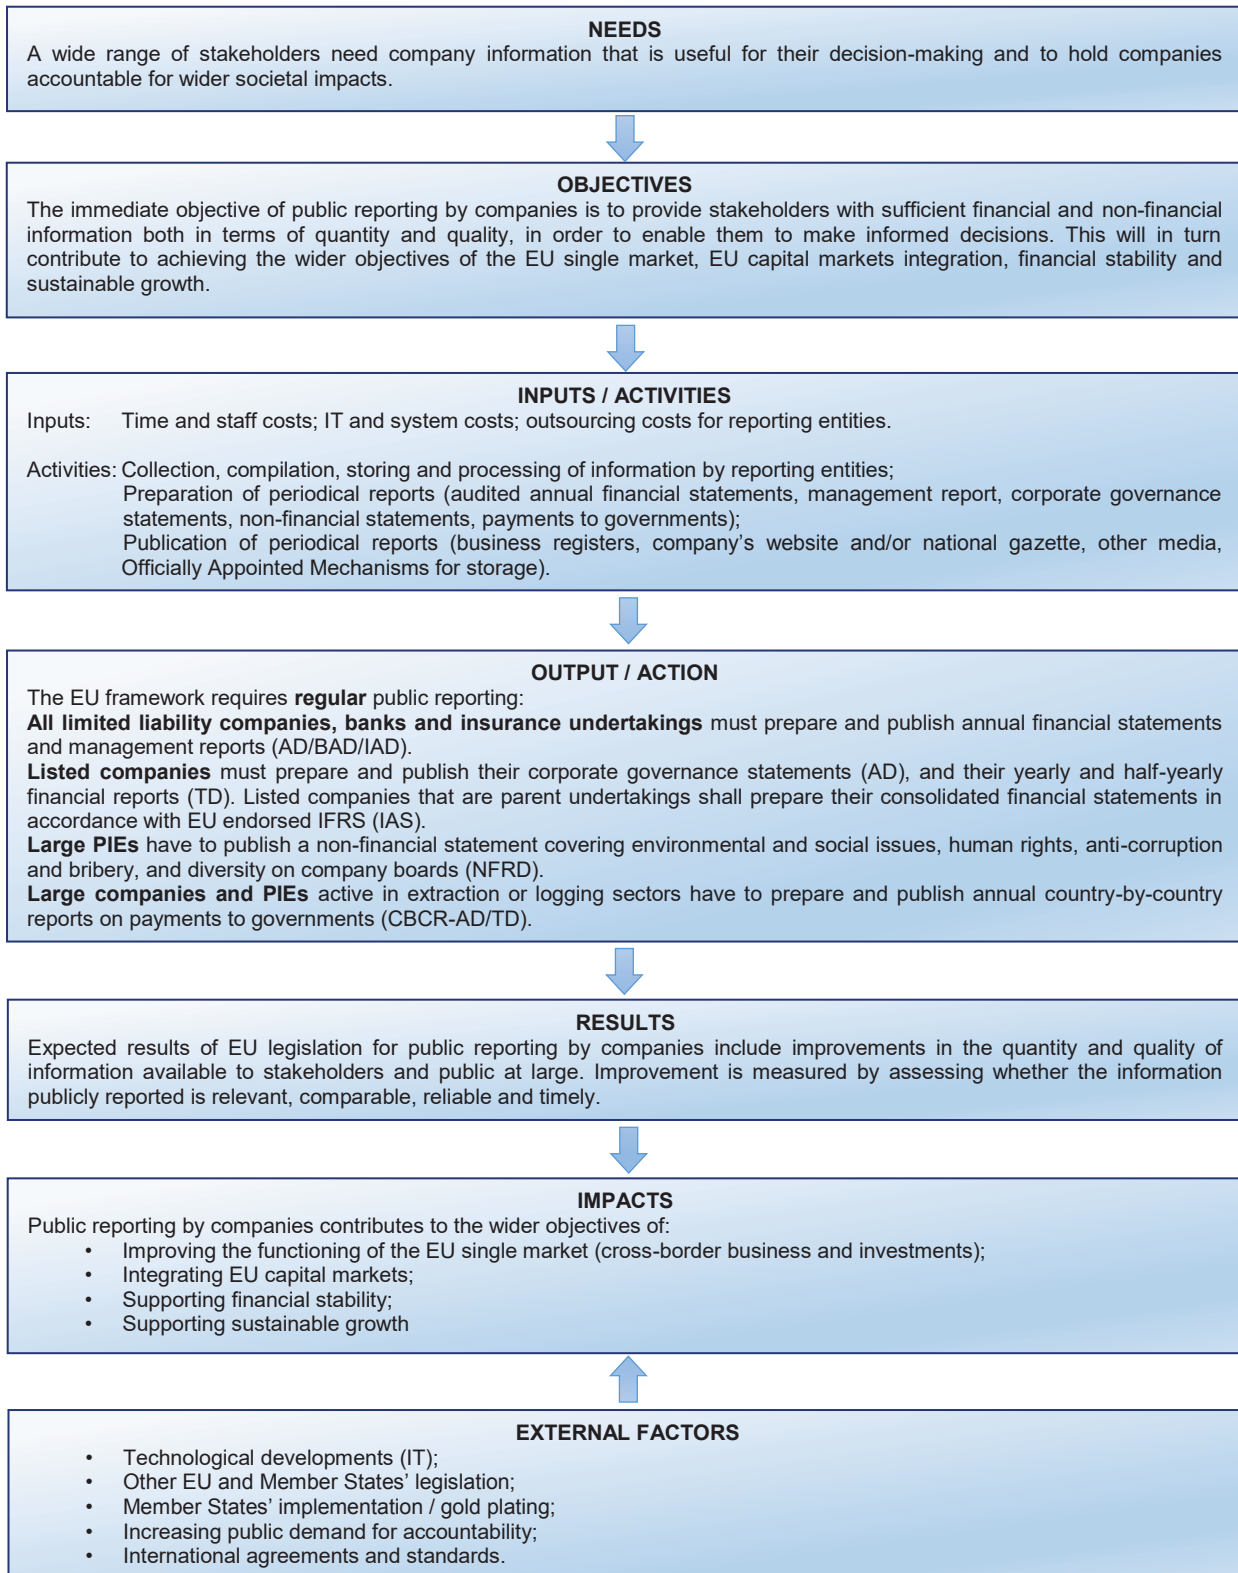 NEEDS
A wide range of stakeholders need company information that is useful for their decision-making and to hold companies
accountable for wider societal impacts.
OBJECTIVES
The immediate objective of public reporting by companies is to provide stakeholders with sufficient financial and non-financial
information both in terms of quantity and quality, in order to enable them to make informed decisions. This will in turn
contribute to achieving the wider objectives of the EU single market, EU capital markets integration, financial stability and
sustainable growth.
INPUTS / ACTIVITIES
Inputs: Time and staff costs; IT and system costs; outsourcing costs for reporting entities.
Activities: Collection, compilation, storing and processing of information by reporting entities;
Preparation of periodical reports (audited annual financial statements, management report, corporate governance
statements, non-financial statements, payments to governments);
Publication of periodical reports (business registers, company’s website and/or national gazette, other media,
Officially Appointed Mechanisms for storage).
OUTPUT / ACTION
The EU framework requires regular public reporting:
All limited liability companies, banks and insurance undertakings must prepare and publish annual financial statements
and management reports (AD/BAD/IAD).
Listed companies must prepare and publish their corporate governance statements (AD), and their yearly and half-yearly
financial reports (TD). Listed companies that are parent undertakings shall prepare their consolidated financial statements in
accordance with EU endorsed IFRS (IAS).
Large PIEs have to publish a non-financial statement covering environmental and social issues, human rights, anti-corruption
and bribery, and diversity on company boards (NFRD).
Large companies and PIEs active in extraction or logging sectors have to prepare and publish annual country-by-country
reports on payments to governments (CBCR-AD/TD).
RESULTS
Expected results of EU legislation for public reporting by companies include improvements in the quantity and quality of
information available to stakeholders and public at large. Improvement is measured by assessing whether the information
publicly reported is relevant, comparable, reliable and timely.
IMPACTS
Public reporting by companies contributes to the wider objectives of:
• Improving the functioning of the EU single market (cross-border business and investments);
• Integrating EU capital markets;
• Supporting financial stability;
• Supporting sustainable growth
EXTERNAL FACTORS
• Technological developments (IT);
• Other EU and Member States’ legislation;
• Member States’ implementation / gold plating;
• Increasing public demand for accountability;
• International agreements and standards.